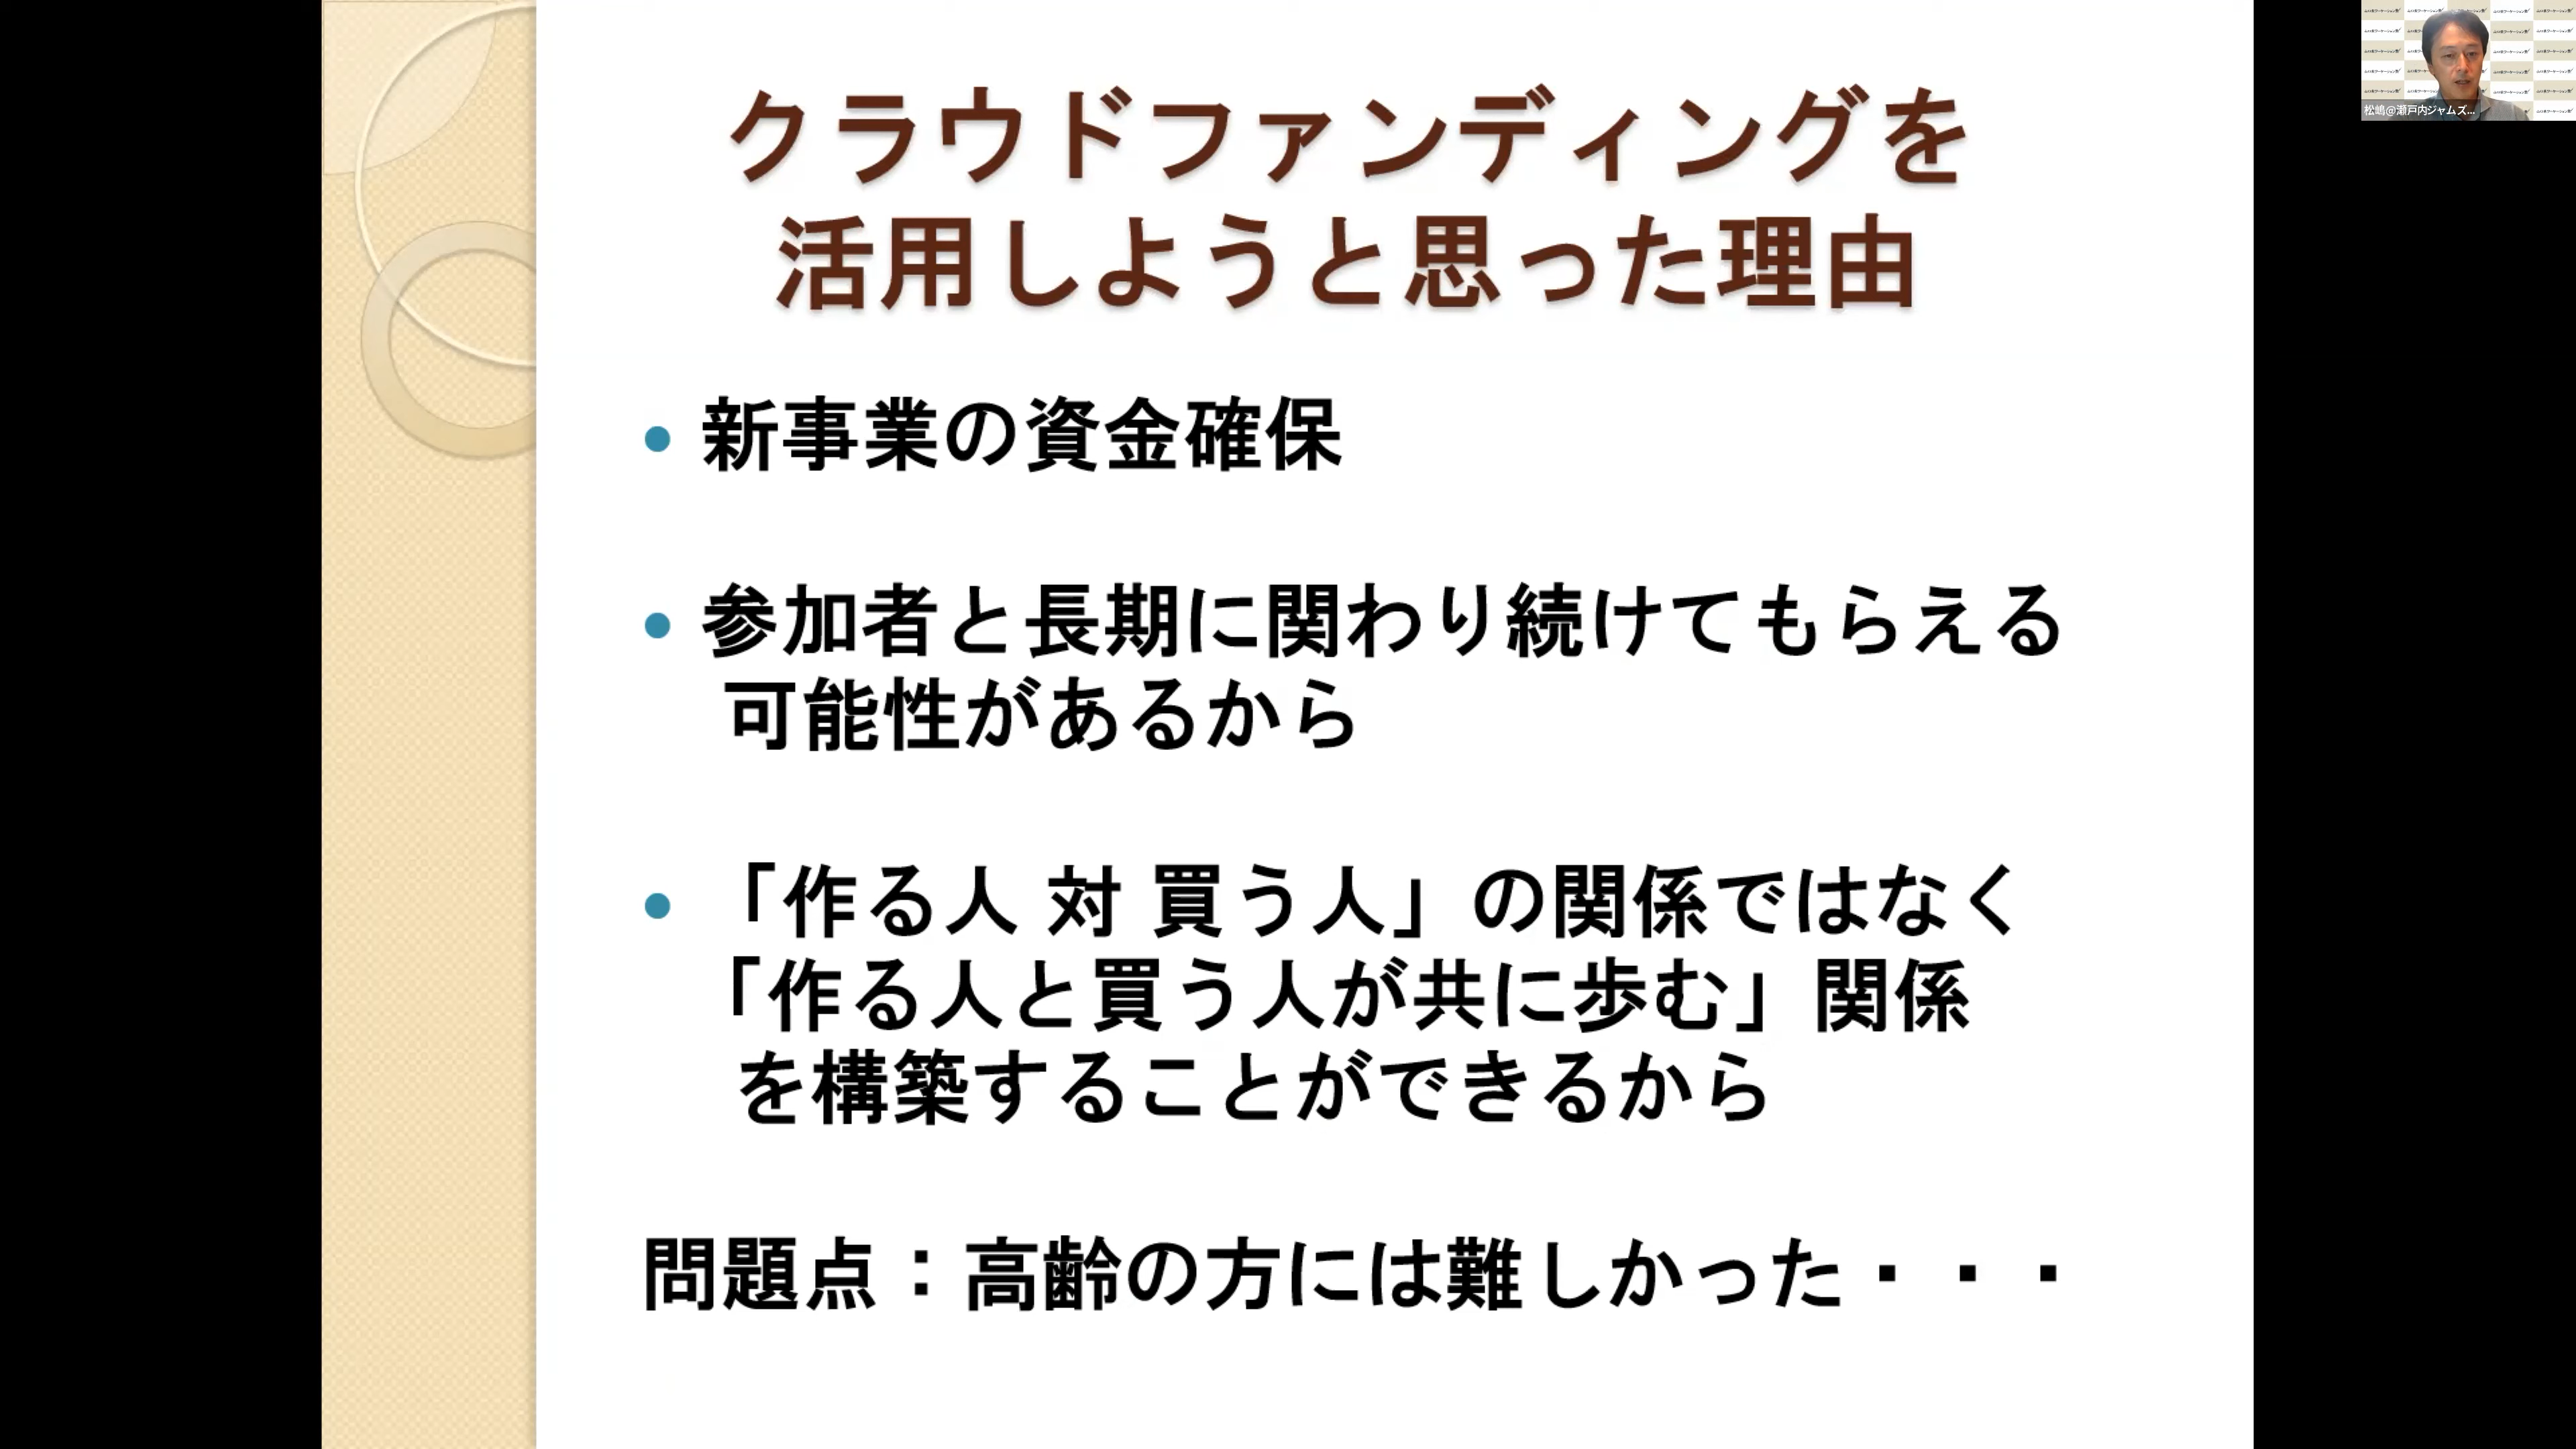 クラウドファンディングを
活用しようと思った理由
• 新事業の資金確保
• 参加者と長期に関わり続けてもらえる
可能性があるから
• 「作る人 対 買う人」の関係ではなく
「作る人と買う人が共に歩む」関係
を構築することができるから
問題点：高齢の方には難しかった・・・
松嶋@瀬戸内ジャムズ...